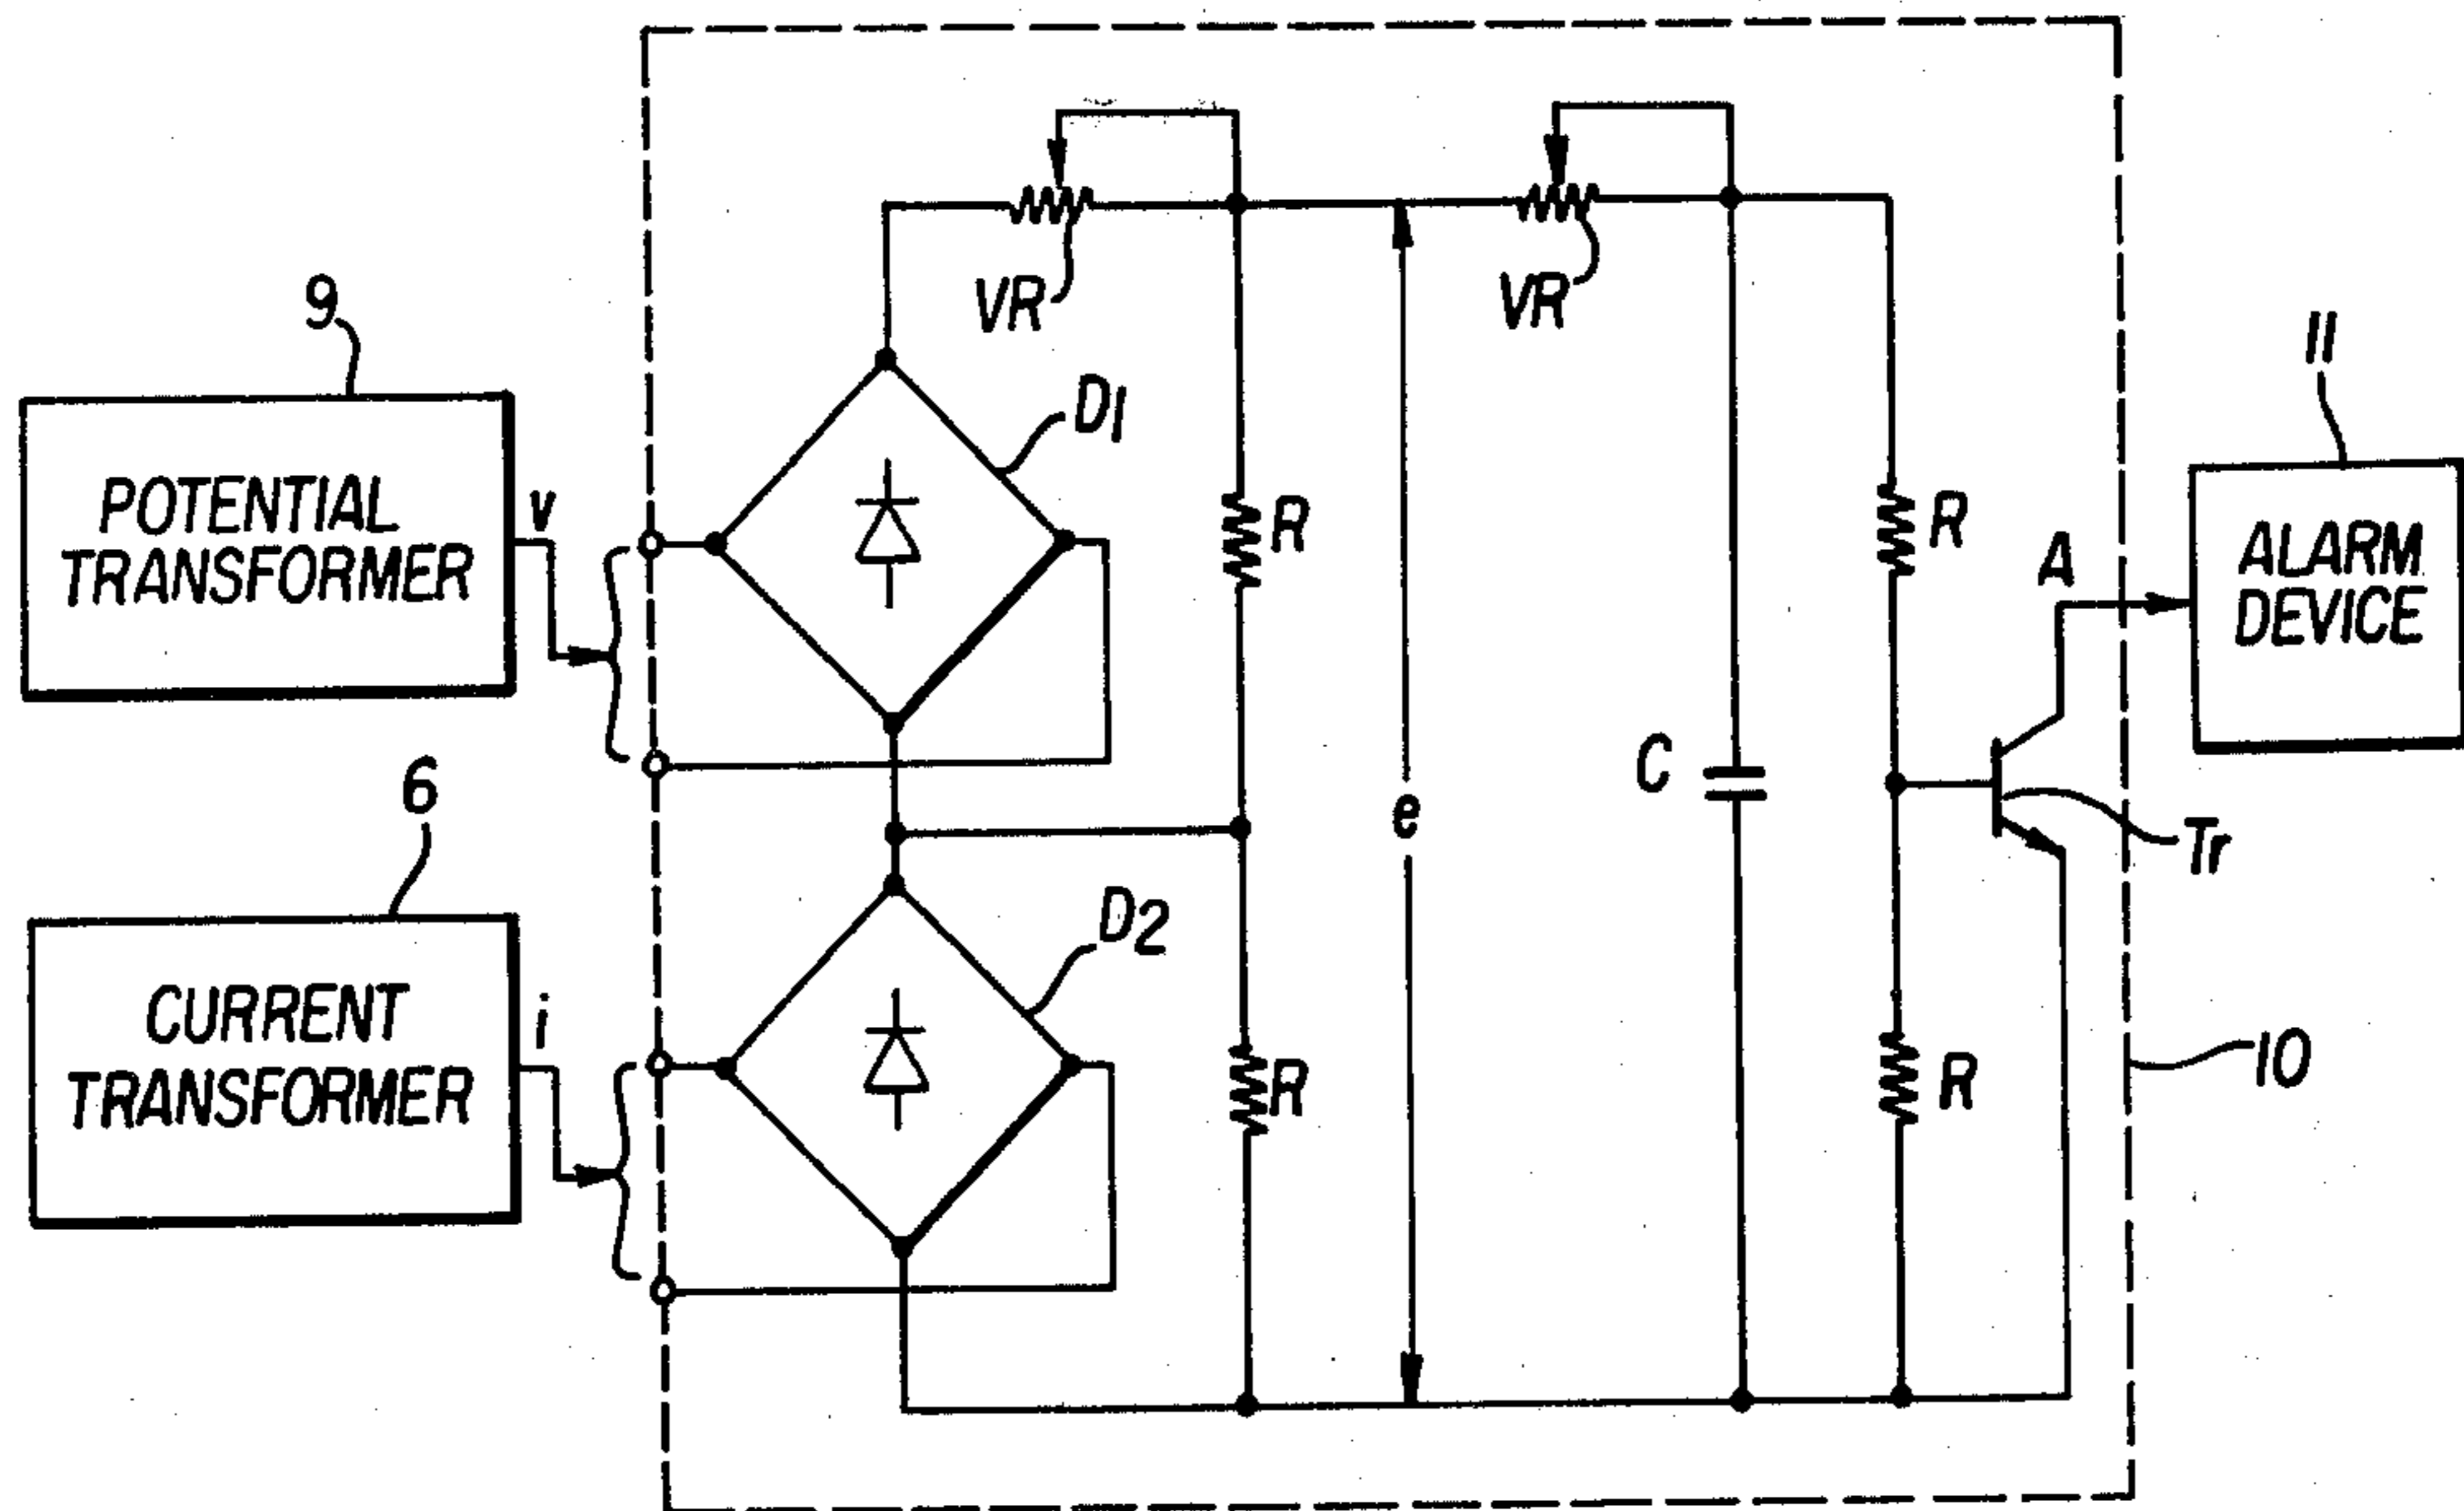 VR
VR
9
POTENTIAL
TRANSFORMER
v
D1
R
R
A
11
ALARM
DEVICE
6
CURRENT
TRANSFORMER
i
D2
R
e
C
Tr
R
10